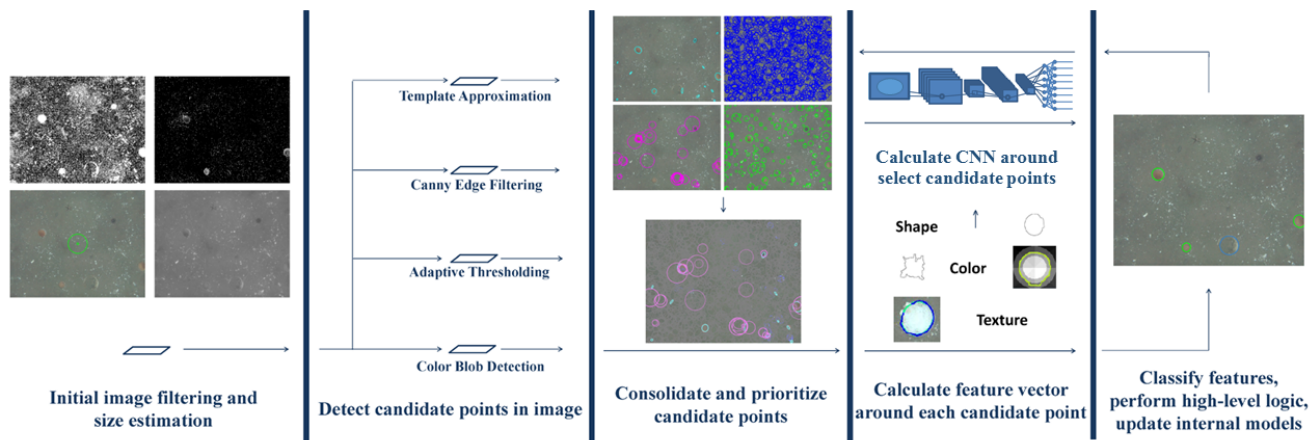 Initial image filtering and
size estimation
Template Approximation
Canny Edge Filtering
Adaptive Thresholding
Color Blob Detection
Detect candidate points in image
Consolidate and prioritize
candidate points
Calculate CNN around
select candidate points
Shape
Color
Texture
Calculate feature vector
around each candidate point
Classify features,
perform high-level logic,
update internal models